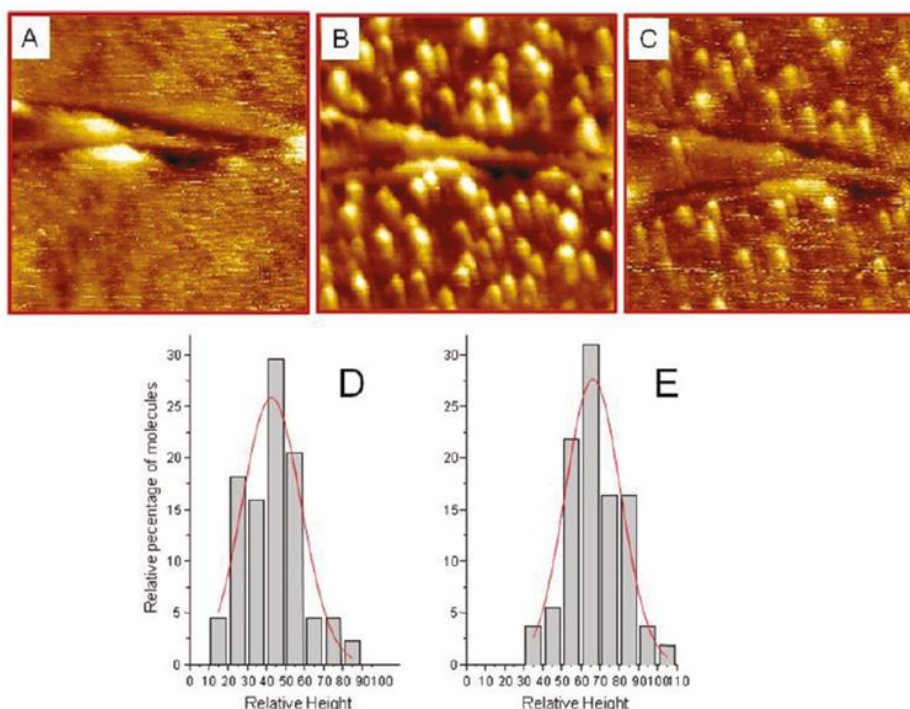 A
B
C
D
E
Relative pecentage of molecules
30
25
20
15
10
5
0
0 10 20 30 40 50 60 70 80 90 100
Relative Height
30
25
20
15
10
5
0
0 10 20 30 40 50 60 70 80 90 100 110
Relative Height